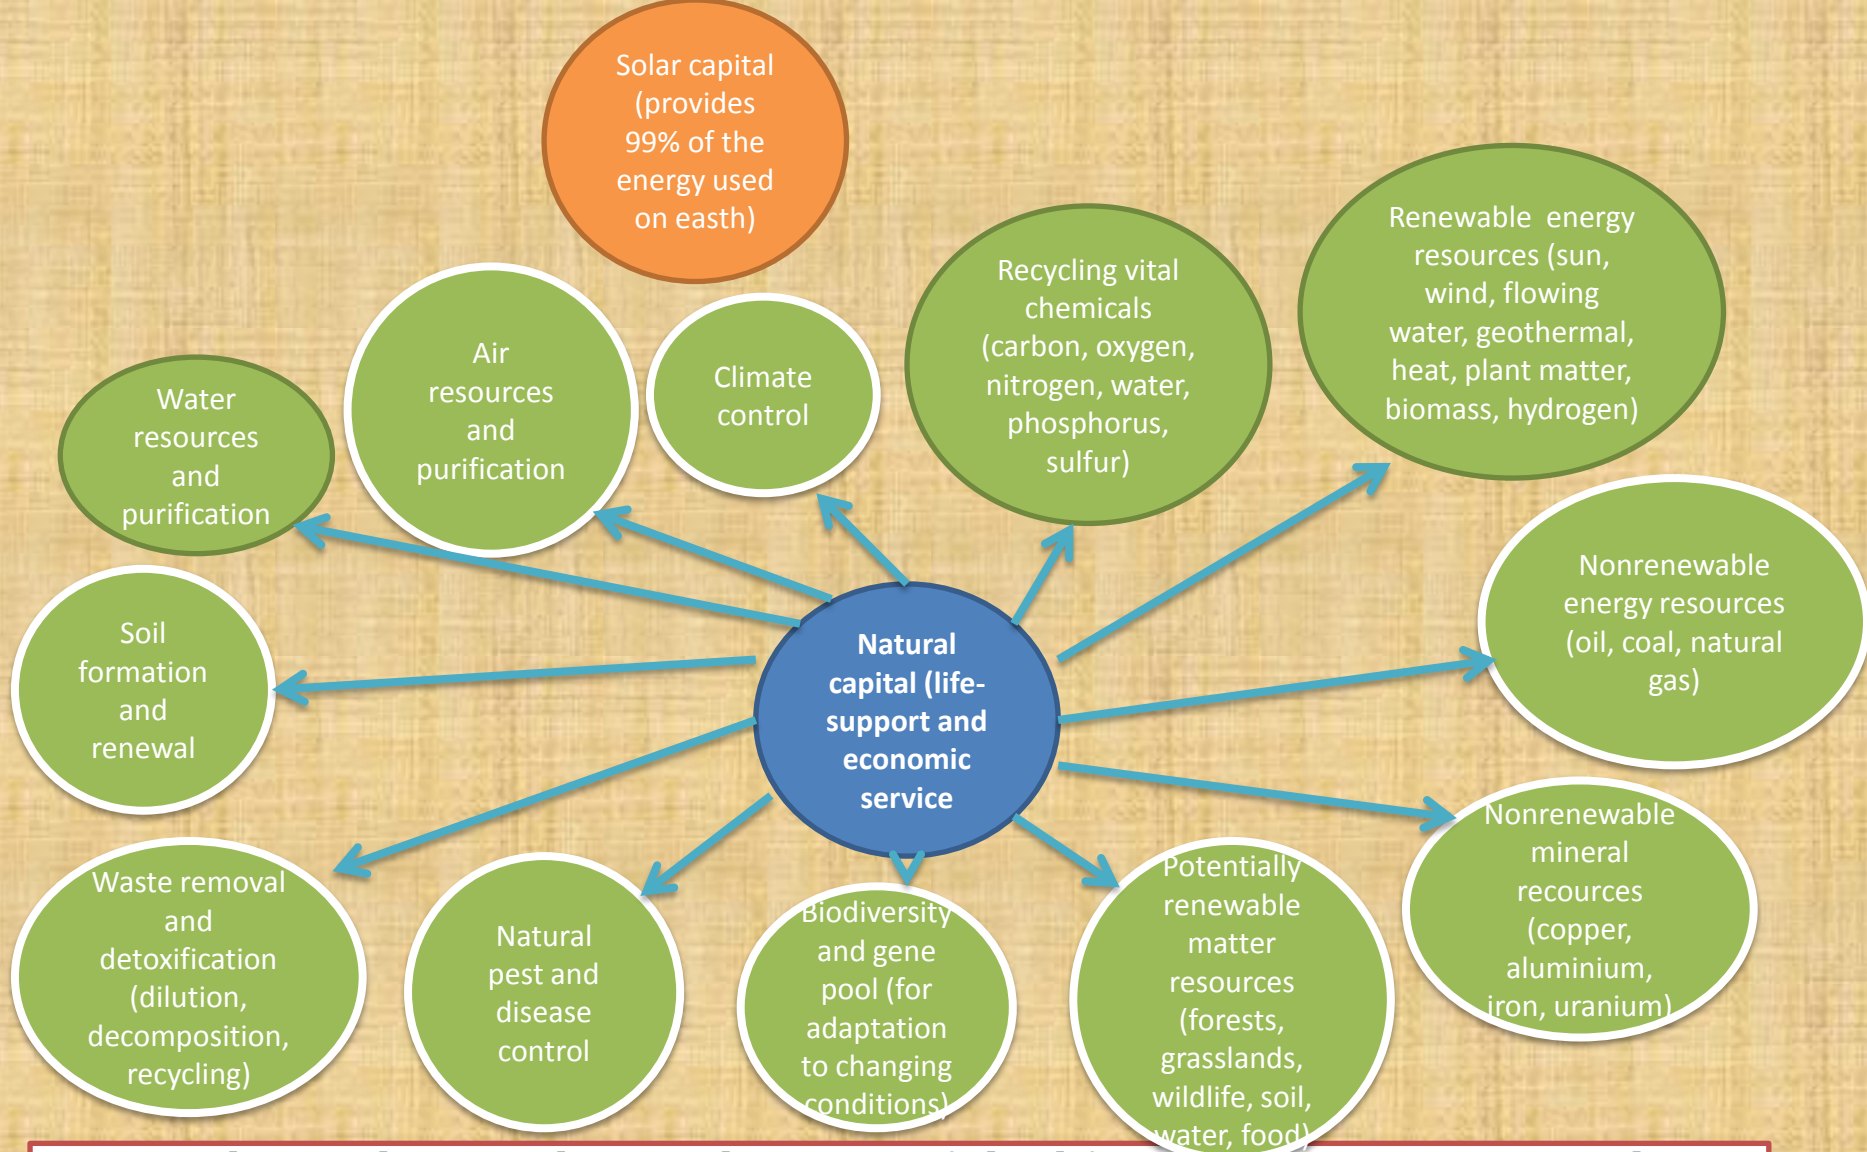 Solar capital
(provides
99% of the
energy used
on easth)
Renewable energy
resources (sun,
wind, flowing
water, geothermal,
heat, plant matter,
biomass, hydrogen)
Recycling vital
chemicals
(carbon, oxygen,
nitrogen, water,
phosphorus,
sulfur)
Air
resources
and
purification
Climate
control
Water
resources
and
purification
Nonrenewable
energy resources
(oil, coal, natural
gas)
Soil
formation
and
renewal
Natural
capital (life-
support and
economic
service
Nonrenewable
mineral
recources
(copper,
aluminium,
iron, uranium)
Waste removal
and
detoxification
(dilution,
decomposition,
recycling)
Natural
pest and
disease
control
Biodiversity
and gene
pool (for
adaptation
to changing
conditions)
Potentially
renewable
matter
resources
(forests,
grasslands,
wildlife, soil,
water, food)